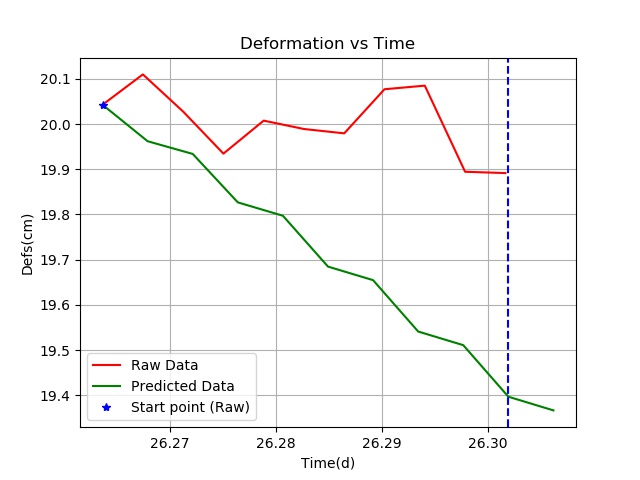 Deformation vs Time
20.1
20.0
19.9
19.8
19.7
19.6
19.5
19.4
Defs(cm)
Raw Data
Predicted Data
Start point (Raw)
26.27 26.28 26.29 26.30
Time(d)